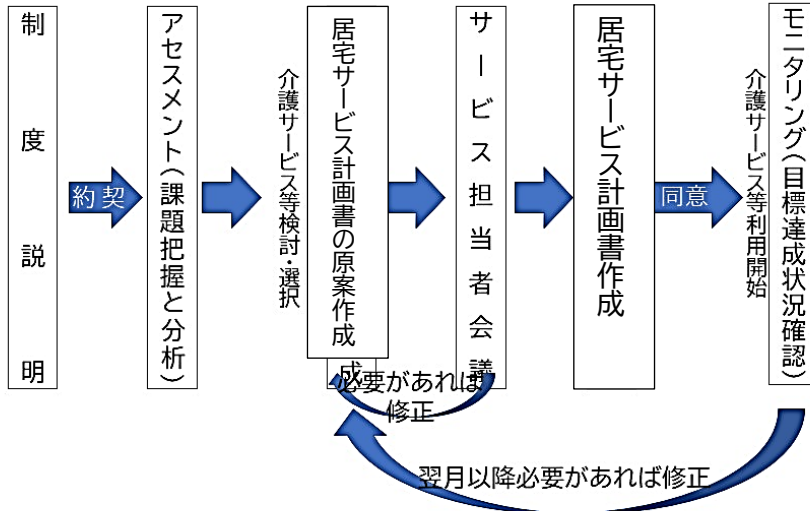 制度説明
約契
アセスメント(課題把握と分析)
介護サービス等検討・選択
居宅サービス計画書の原案作成
成
サービス担当者会議
必要があれば
修正
居宅サービス計画書作成
同意
介護サービス等利用開始
モニタリング(目標達成状況確認)
翌月以降必要があれば修正